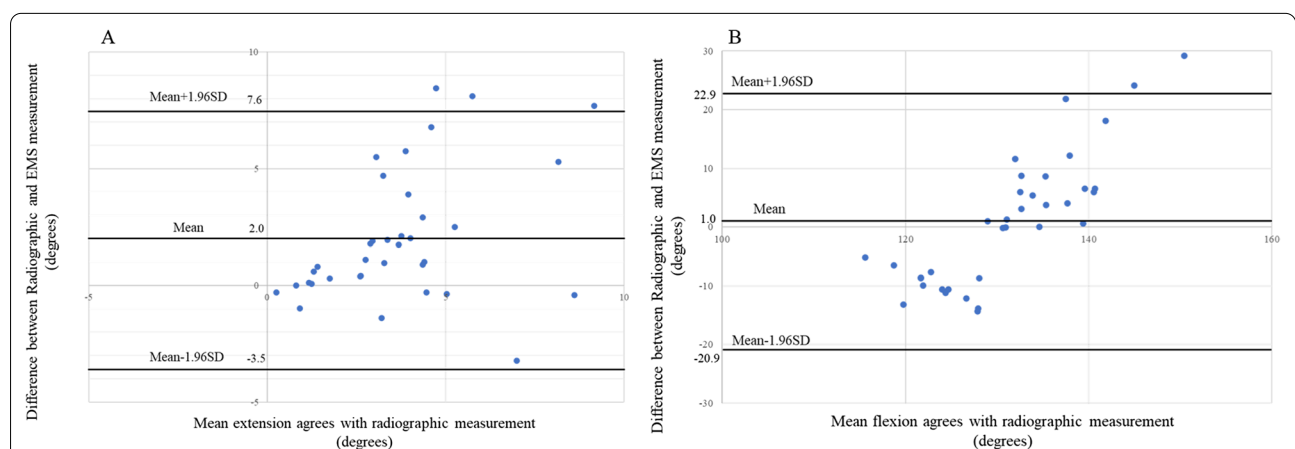 A
Difference between Radiographic and EMS measurement
(degrees)
10
Mean+1.96SD
7.6
5
Mean
2.0
-5
0
0
5
10
Mean-1.96SD
-3.5
-5
Mean extension agrees with radiographic measurement
(degrees)
B
Difference between Radiographic and EMS measurement
(degrees)
30
Mean+1.96SD
22.9
20
10
Mean
1.0
0
100
120
140
160
-10
-20
Mean-1.96SD
-20.9
-30
Mean flexion agrees with radiographic measurement
(degrees)